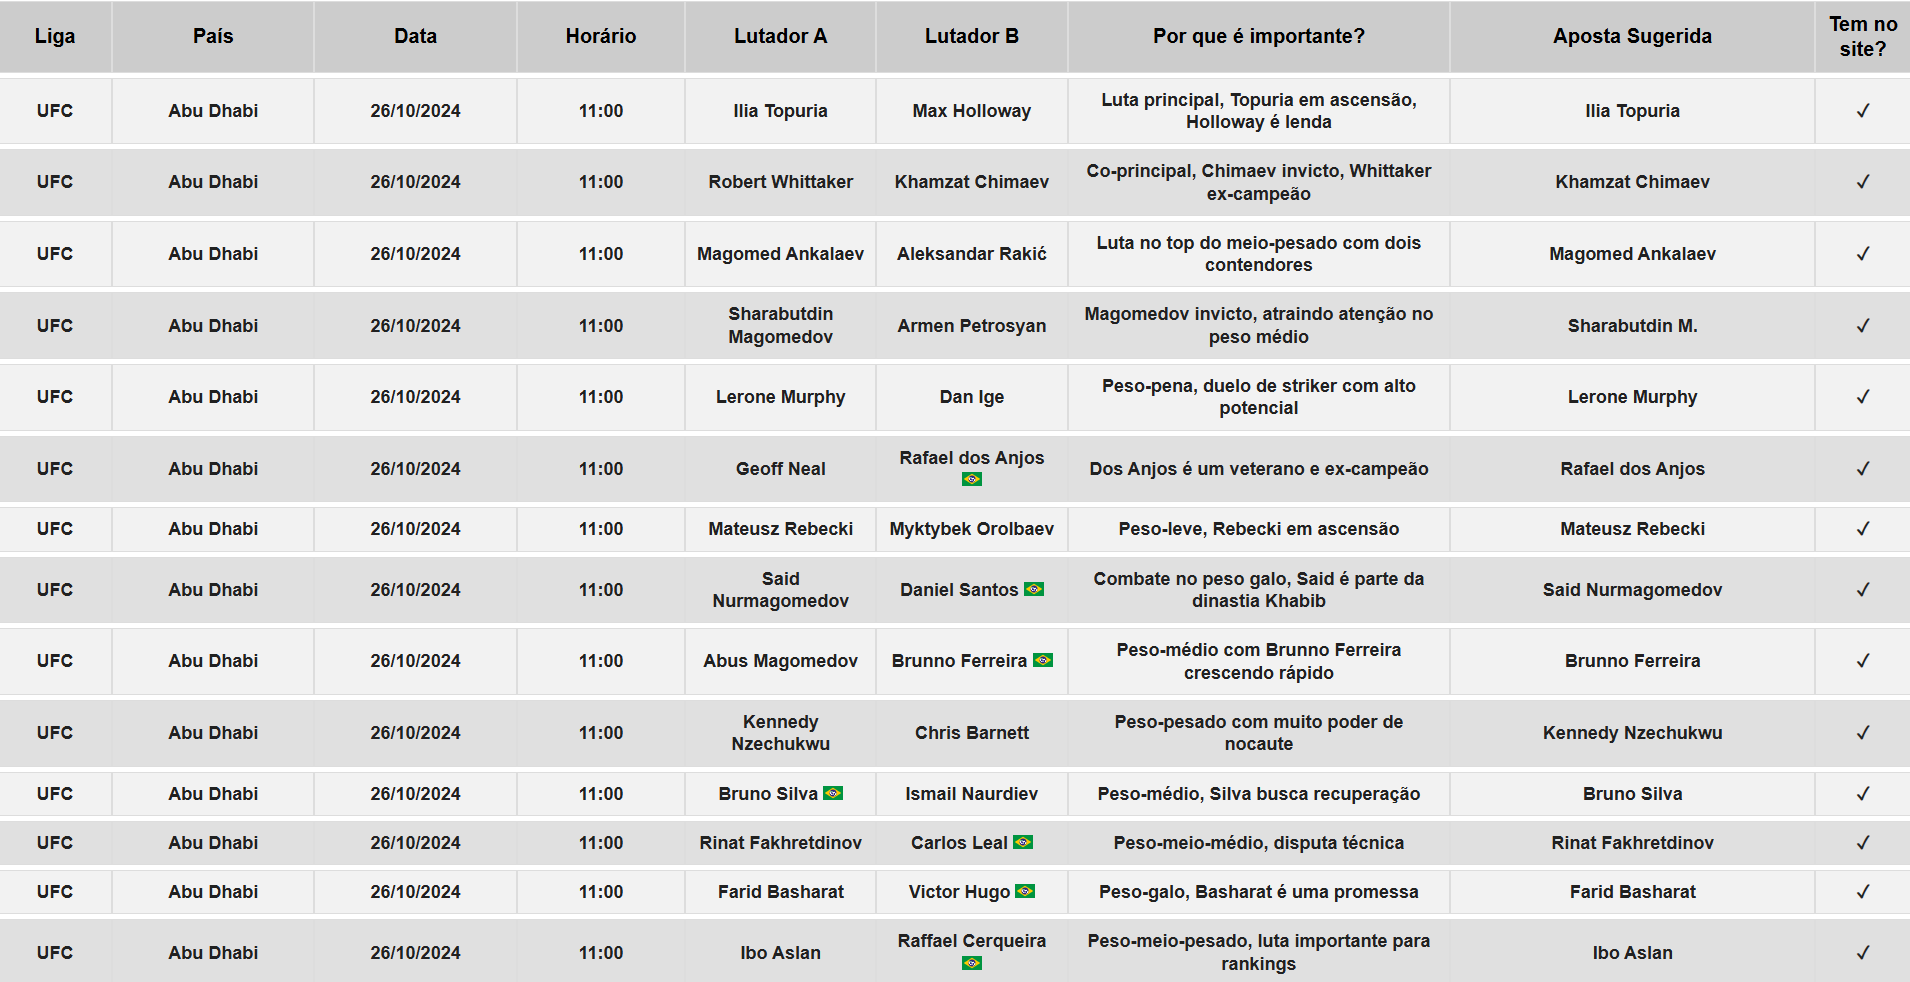 Liga País Data Horário Lutador A Lutador B Por que é importante? Aposta Sugerida Tem no
site?
UFC Abu Dhabi 26/10/2024 11:00 Ilia Topuria Max Holloway Luta principal, Topuria em ascensão,
Holloway é lenda Ilia Topuria ✓
UFC Abu Dhabi 26/10/2024 11:00 Robert Whittaker Khamzat Chimaev Co-principal, Chimaev invicto, Whittaker
ex-campeão Khamzat Chimaev ✓
UFC Abu Dhabi 26/10/2024 11:00 Magomed Ankalaev Aleksandar Rakić Luta no top do meio-pesado com dois
contendores Magomed Ankalaev ✓
UFC Abu Dhabi 26/10/2024 11:00 Sharabutdin
Magomedov Armen Petrosyan Magomedov invicto, atraindo atenção no
peso médio Sharabutdin M. ✓
UFC Abu Dhabi 26/10/2024 11:00 Lerone Murphy Dan Ige Peso-pena, duelo de striker com alto
potencial Lerone Murphy ✓
UFC Abu Dhabi 26/10/2024 11:00 Geoff Neal Rafael dos Anjos Dos Anjos é um veterano e ex-campeão Rafael dos Anjos ✓
UFC Abu Dhabi 26/10/2024 11:00 Mateusz Rebecki Myktybek Orolbaev Peso-leve, Rebecki em ascensão Mateusz Rebecki ✓
UFC Abu Dhabi 26/10/2024 11:00 Said
Nurmagomedov Daniel Santos Combate no peso galo, Said é parte da
dinastia Khabib Said Nurmagomedov ✓
UFC Abu Dhabi 26/10/2024 11:00 Abus Magomedov Brunno Ferreira Peso-médio com Brunno Ferreira
crescendo rápido Brunno Ferreira ✓
UFC Abu Dhabi 26/10/2024 11:00 Kennedy
Nzechukwu Chris Barnett Peso-pesado com muito poder de
nocaute Kennedy Nzechukwu ✓
UFC Abu Dhabi 26/10/2024 11:00 Bruno Silva Ismail Naurdiev Peso-médio, Silva busca recuperação Bruno Silva ✓
UFC Abu Dhabi 26/10/2024 11:00 Rinat Fakhretdinov Carlos Leal Peso-meio-médio, disputa técnica Rinat Fakhretdinov ✓
UFC Abu Dhabi 26/10/2024 11:00 Farid Basharat Victor Hugo Peso-galo, Basharat é uma promessa Farid Basharat ✓
UFC Abu Dhabi 26/10/2024 11:00 Ibo Aslan Raffael Cerqueira Peso-meio-pesado, luta importante para
rankings Ibo Aslan ✓